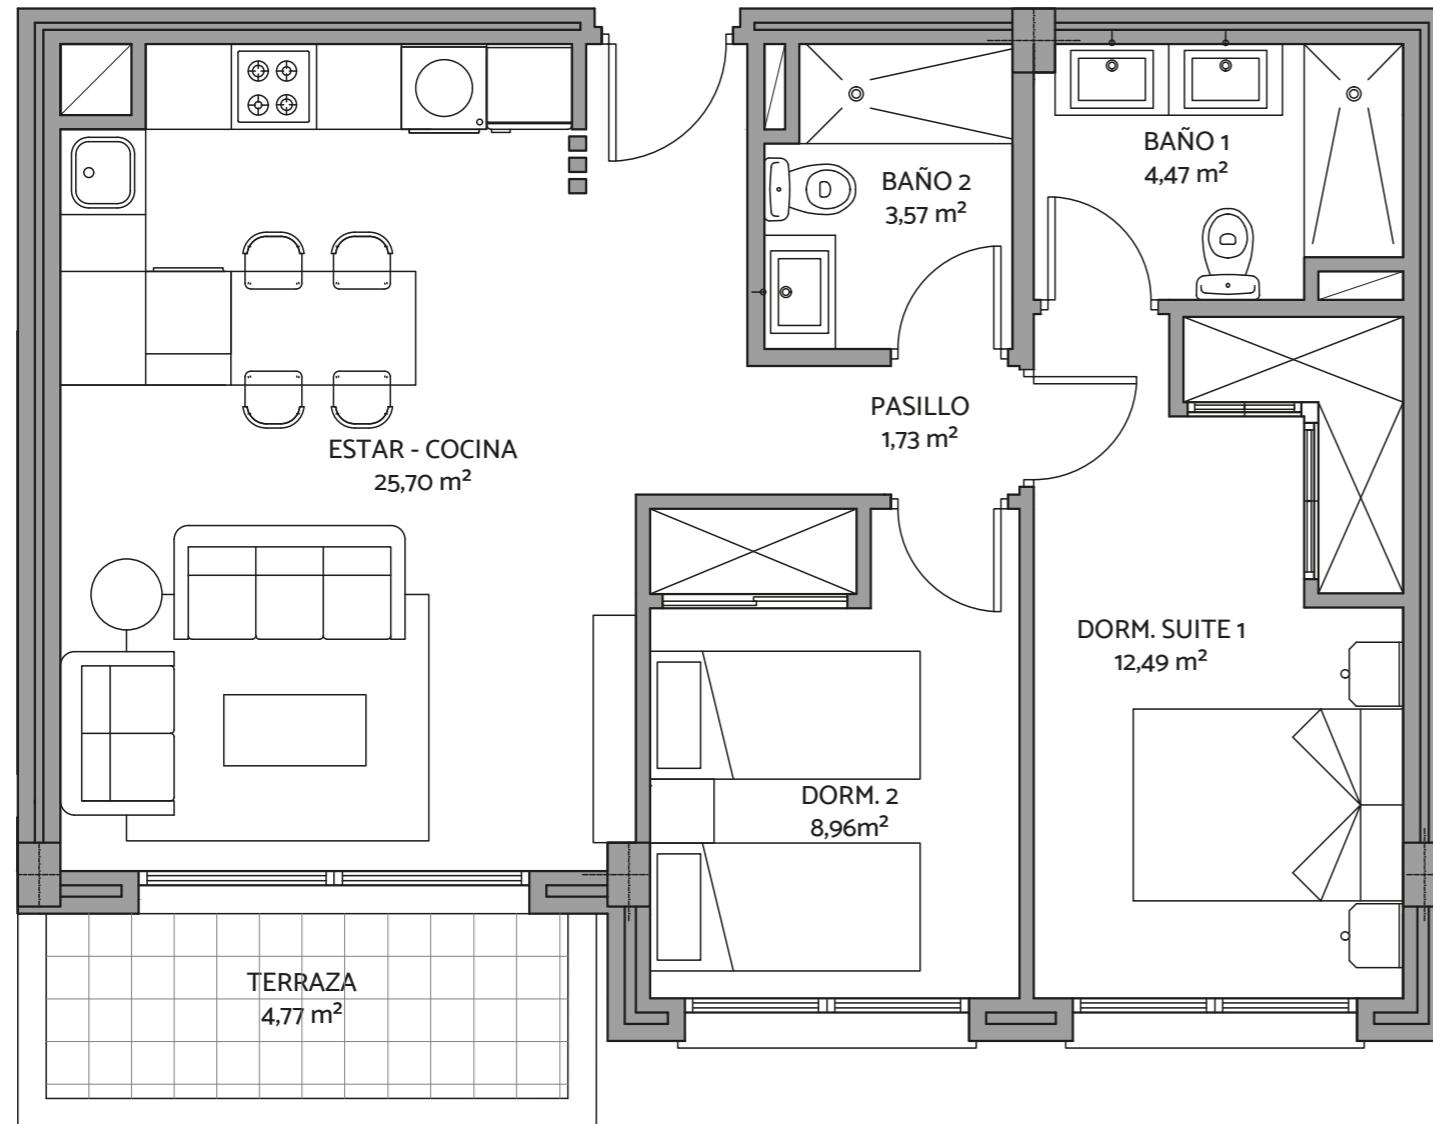 BAÑO 1
4,47 m²
BAÑO 2
3,57 m²
PASILLO
1,73 m²
ESTAR - COCINA
25,70 m²
DORM. SUITE 1
12,49 m²
DORM. 2
8,96m²
TERRAZA
4,77 m²